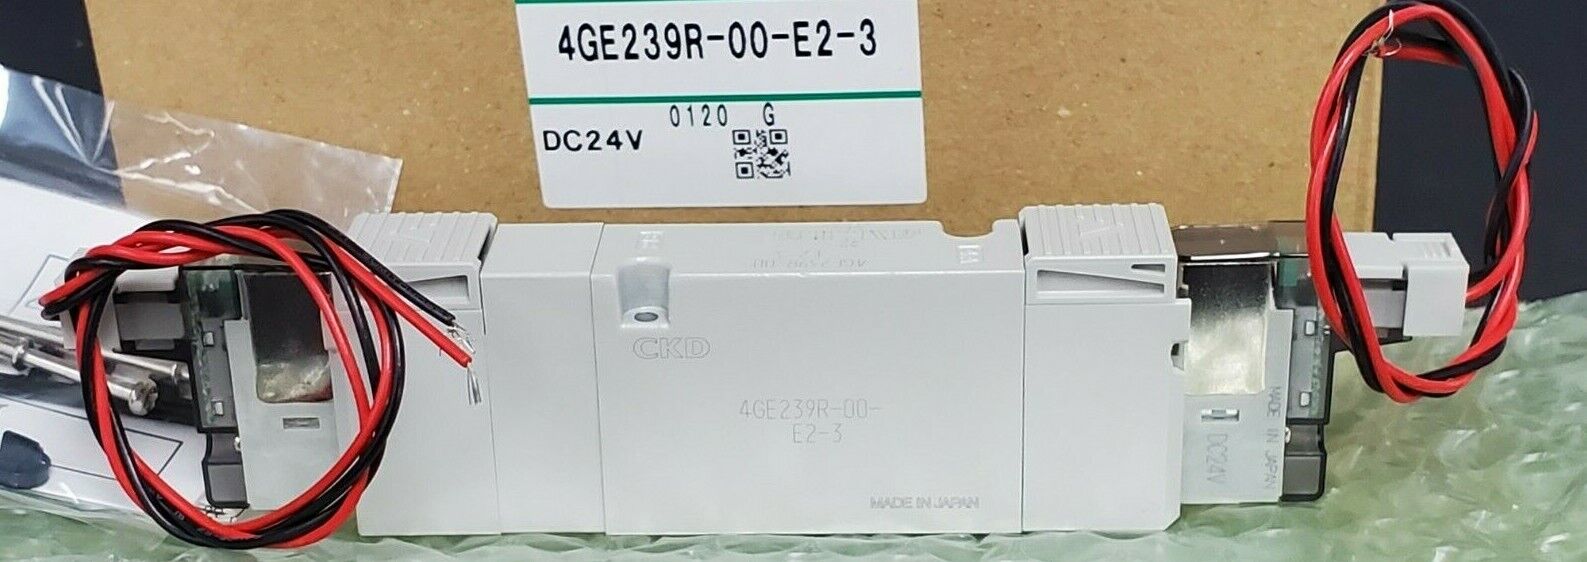 4GE239R-00-E2-3
0120 G
DC24V
CKD
4GE239R-00-
E2-3
MADE IN JAPAN
DC24V
MADE IN JAPAN